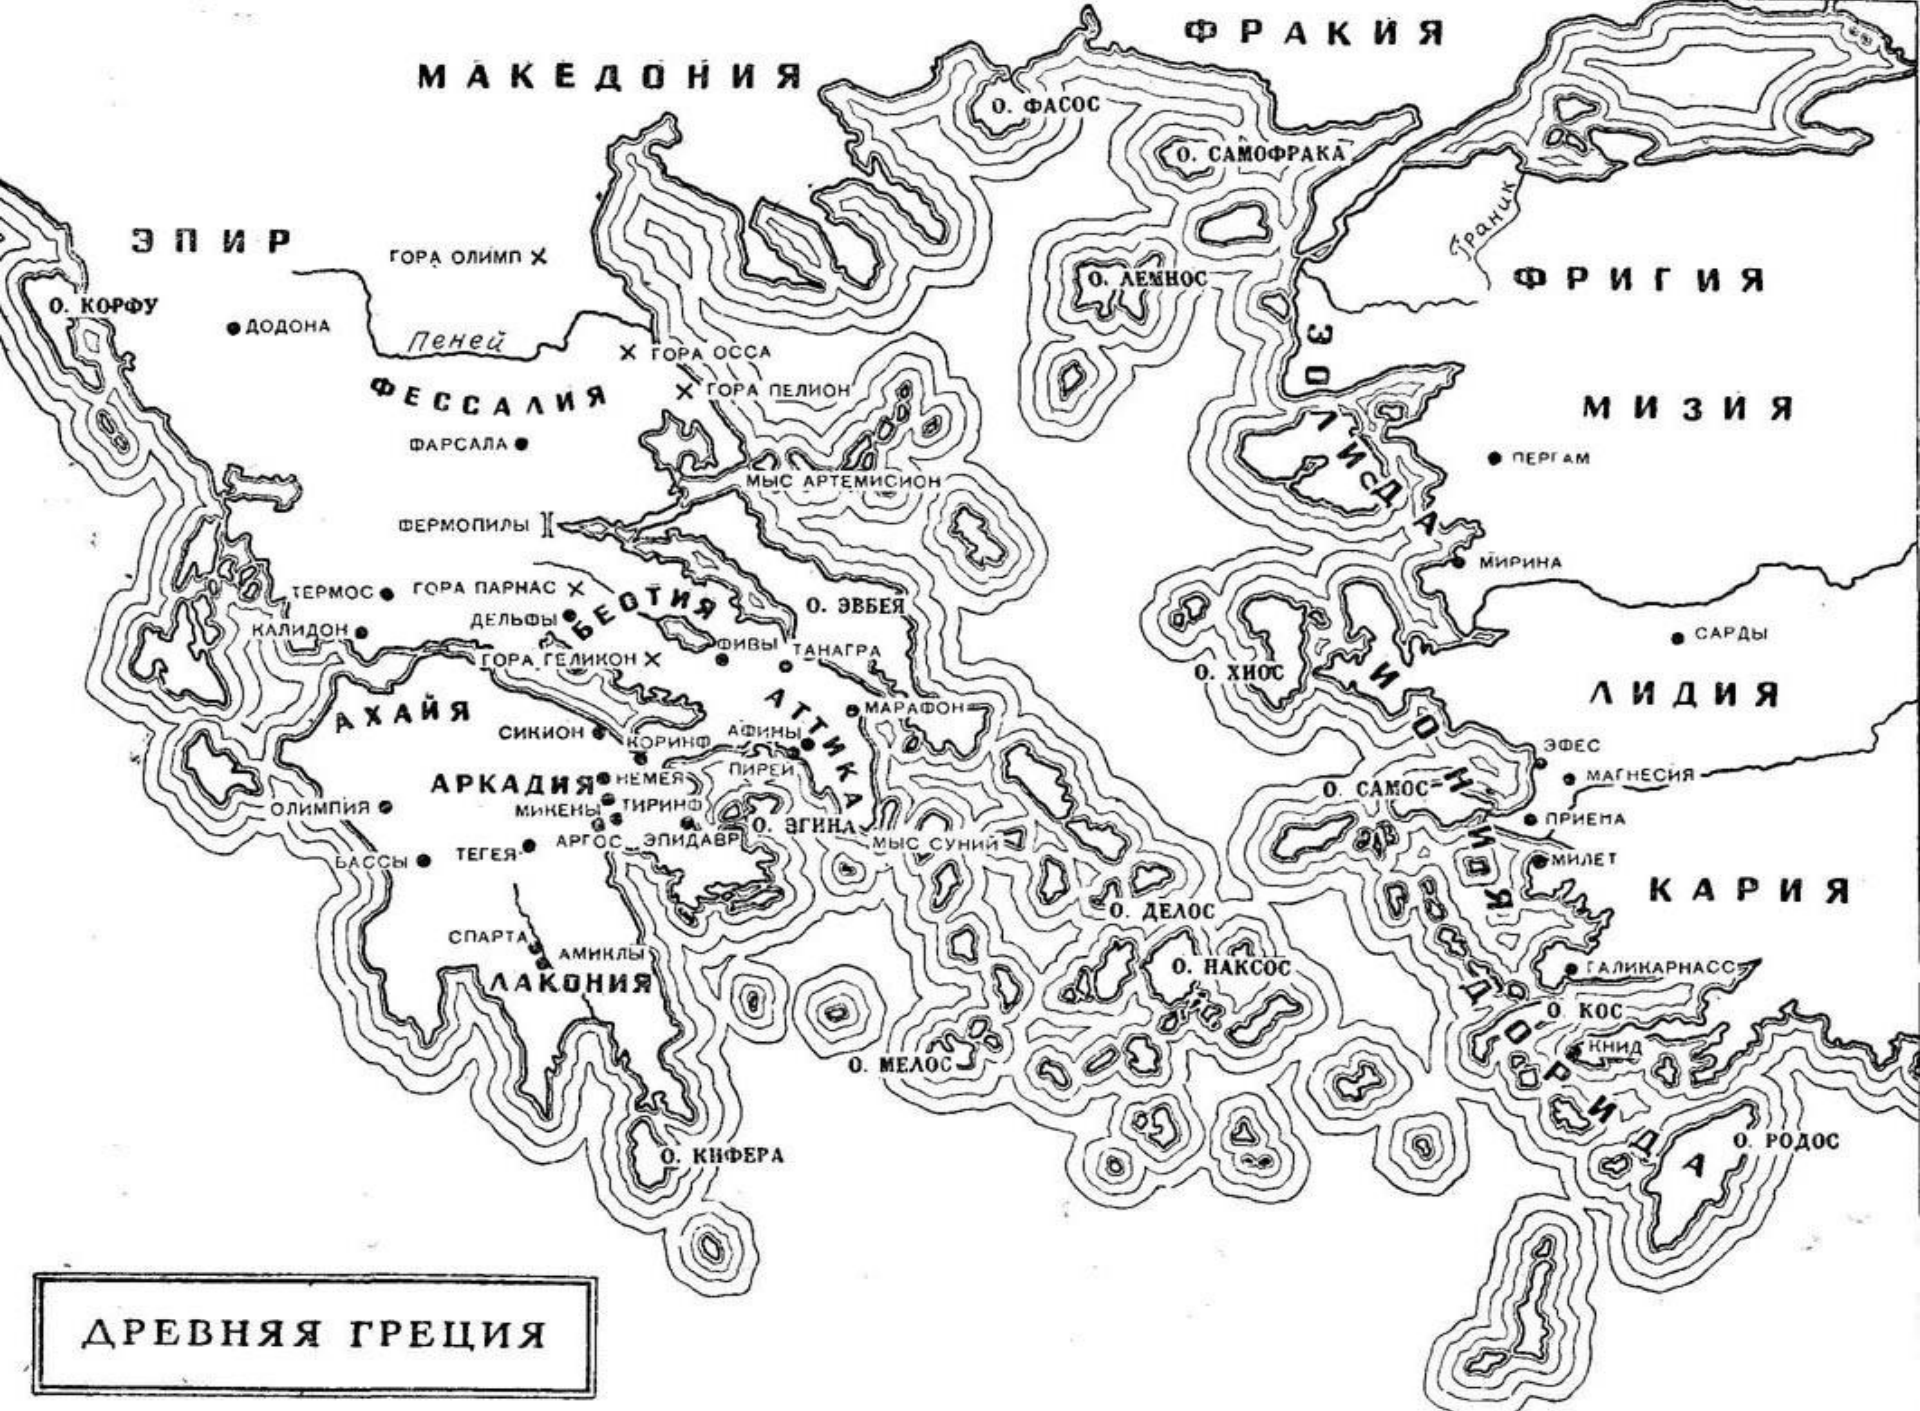 ФРАКИЯ
МАКЕДОНИЯ
О. ФАСОС
О. САМОФРАКА
Граник
ЭПИР
ГОРА ОЛИМП
О. ЛЕМНОС
ФРИГИЯ
О. КОРФУ
ДОДОНА
Пеней
ГОРА ОССА
ЭОЛИДА
ФЕССАЛИЯ
ГОРА ПЕЛИОН
МИЗИЯ
ФАРСАЛА
ПЕРГАМ
МЫС АРТЕМИСИОН
ФЕРМОПИЛЫ
МИРИНА
ТЕРМОС
ГОРА ПАРНАС
БЕОТИЯ
О. ЭВБЕЯ
ДЕЛЬФЫ
КАЛИДОН
САРДЫ
ФИВЫ
ТАНАГРА
ГОРА ГЕЛИКОН
О. ХИОС
ИОНИЯ
ЛИДИЯ
АХАЙЯ
АТТИКА
МАРАФОН
СИКИОН
КОРИНФ
АФИНЫ
ЭФЕС
ПИРЕЙ
МАГНЕСИЯ
АРКАДИЯ
НЕМЕЯ
О. САМОС
ОЛИМПИЯ
МИКЕНЫ
ТИРИНФ
ПРИЕНА
О. ЭГИНА
АРГОС
ЭПИДАВР
МЫС СУНИЙ
БАССЫ
ТЕГЕЯ
МИЛЕТ
КАРИЯ
О. ДЕЛОС
СПАРТА
АМИКЛЫ
О. НАКСОС
ГАЛИКАРНАСС
ЛАКОНИЯ
ДОРИДА
О. КОС
О. МЕЛОС
КНИД
О. КИФЕРА
О. РОДОС
ДРЕВНЯЯ ГРЕЦИЯ